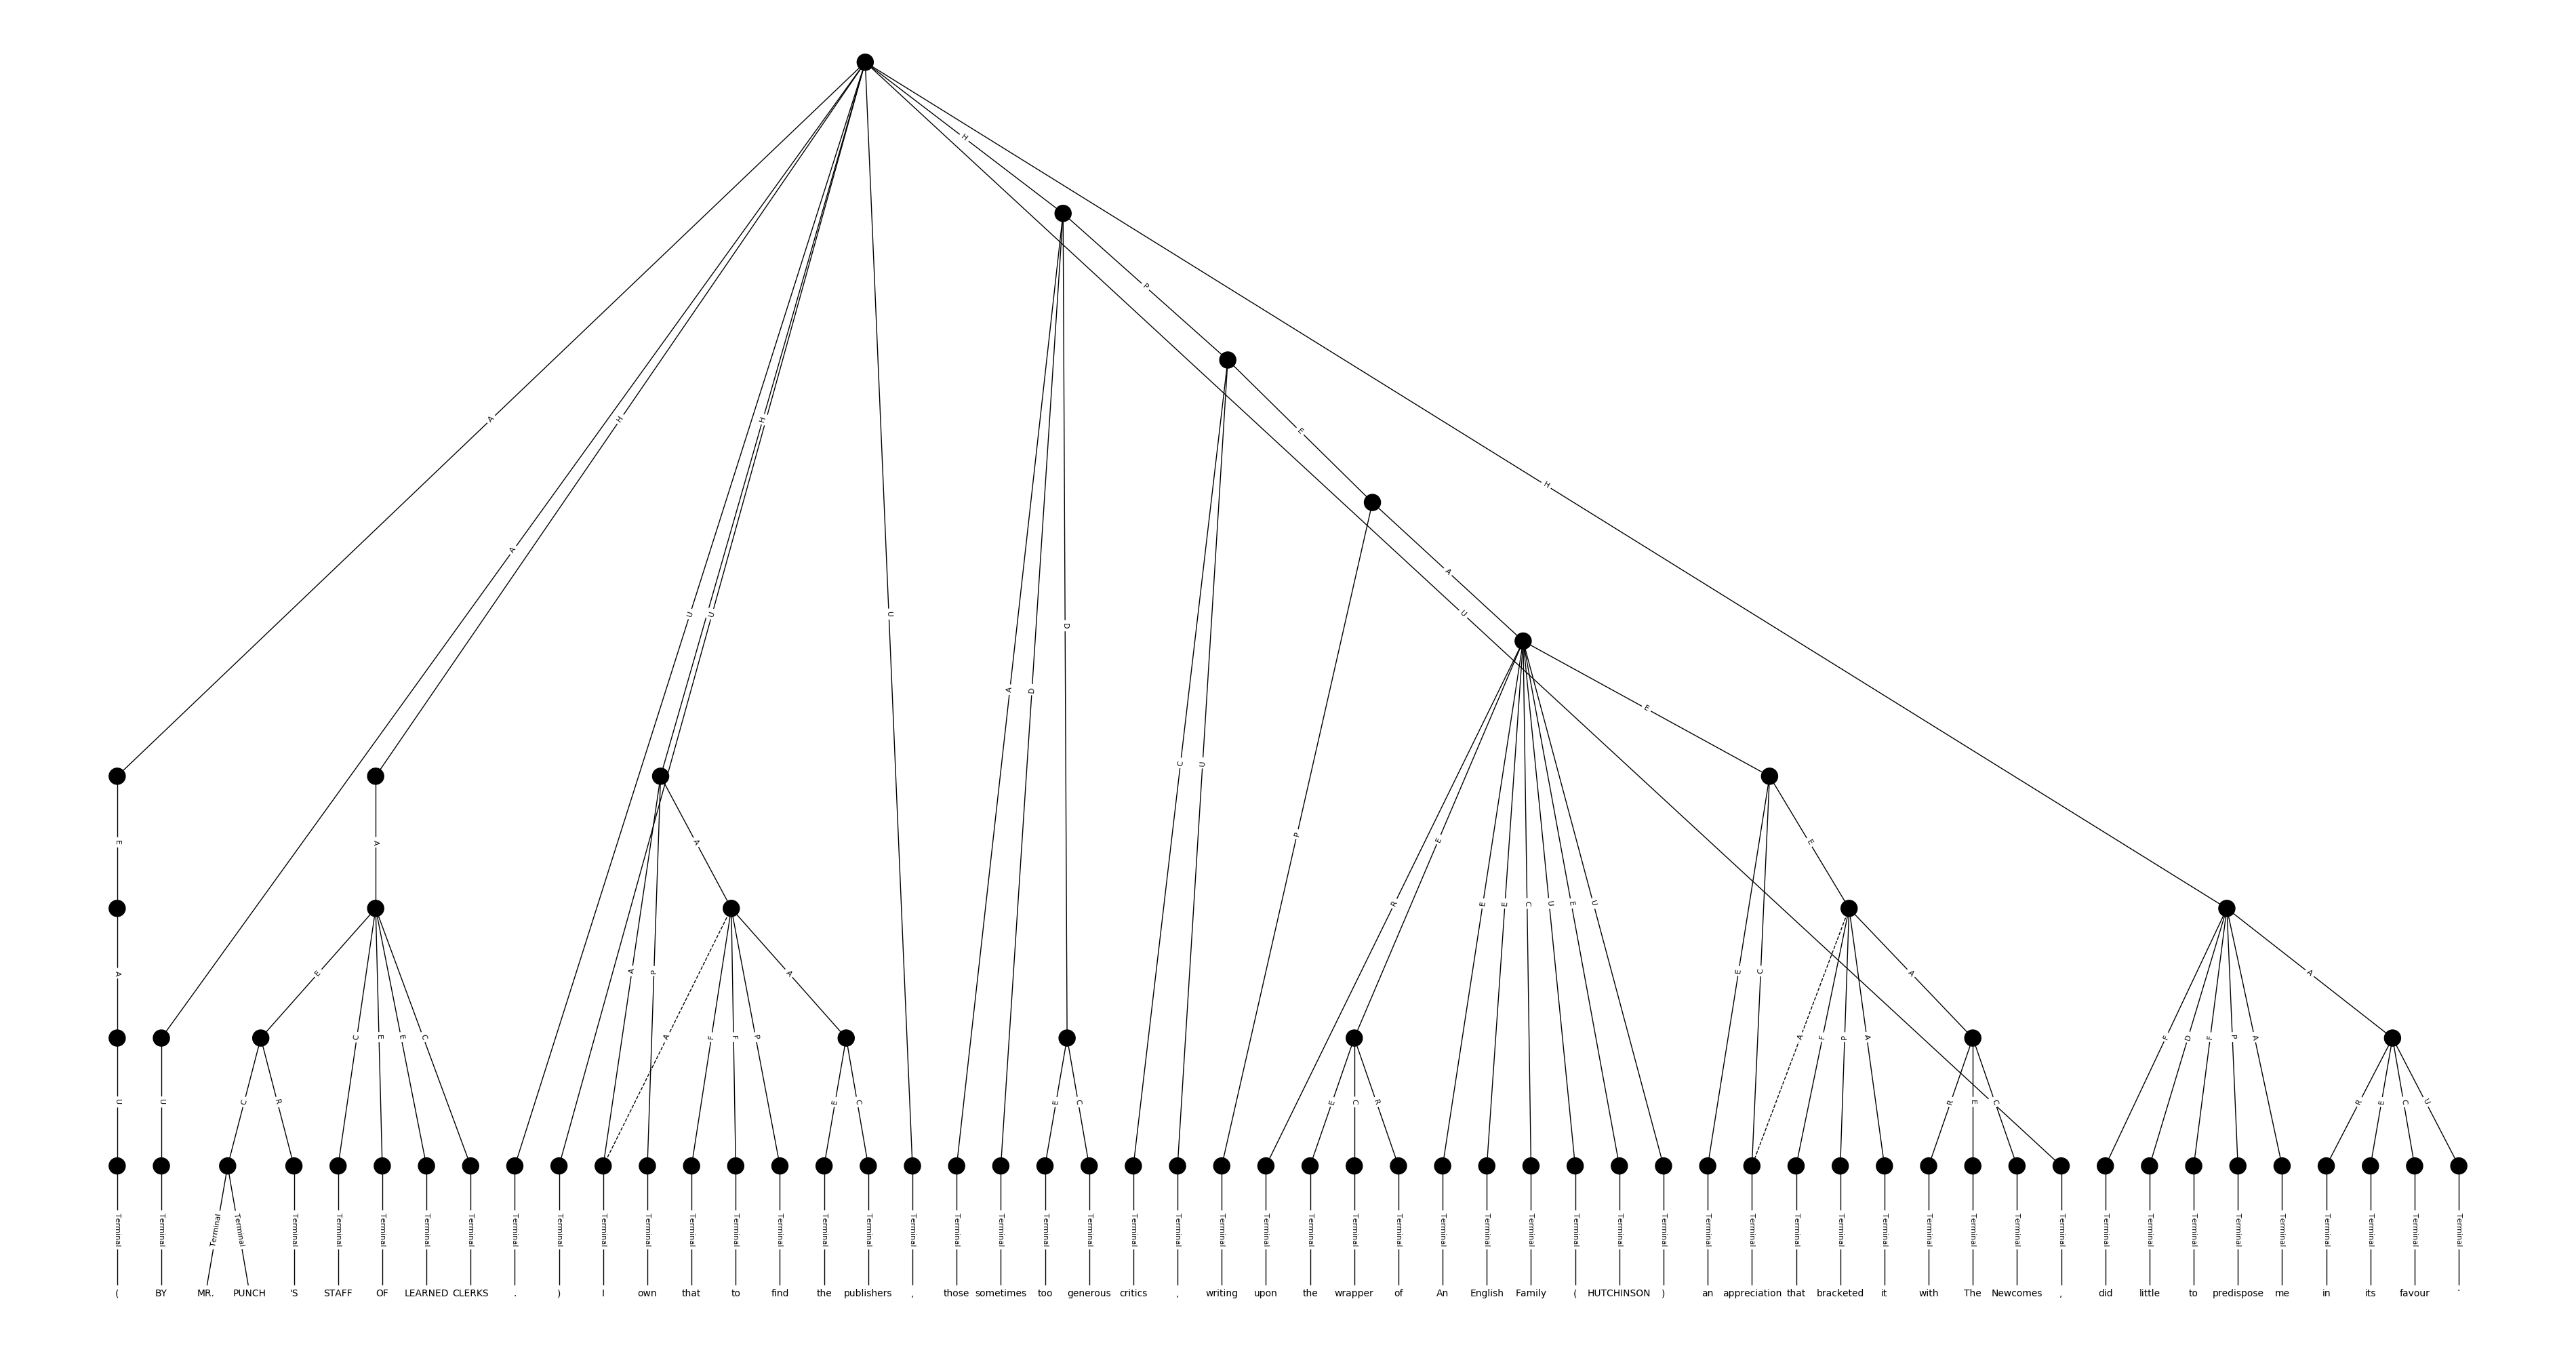 H
P
A
H
H
E
H
A
A
U
U
U
D
A
D
A
U
E
C
U
P
E
A
A
E
R
E
E
E
C
U
E
U
E
A
E
A
A
P
A
E
C
A
A
C
E
E
C
A
F
F
P
A
F
P
A
F
D
F
P
A
U
U
C
R
E
C
E
C
E
C
R
R
E
C
R
E
C
U
Terminal Terminal Terminal Terminal Terminal Terminal Terminal Terminal Terminal Terminal Terminal Terminal Terminal Terminal Terminal Terminal Terminal Terminal Terminal Terminal Terminal Terminal Terminal Terminal Terminal Terminal Terminal Terminal Terminal Terminal Terminal Terminal Terminal Terminal Terminal Terminal Terminal Terminal Terminal Terminal Terminal Terminal Terminal Terminal Terminal Terminal Terminal Terminal Terminal Terminal Terminal Terminal Terminal Terminal Terminal
( BY MR. PUNCH 'S STAFF OF LEARNED CLERKS . ) I own that to find the publishers , those sometimes too generous critics , writing upon the wrapper of An English Family ( HUTCHINSON ) an appreciation that bracketed it with The Newcomes , did little to predispose me in its favour .